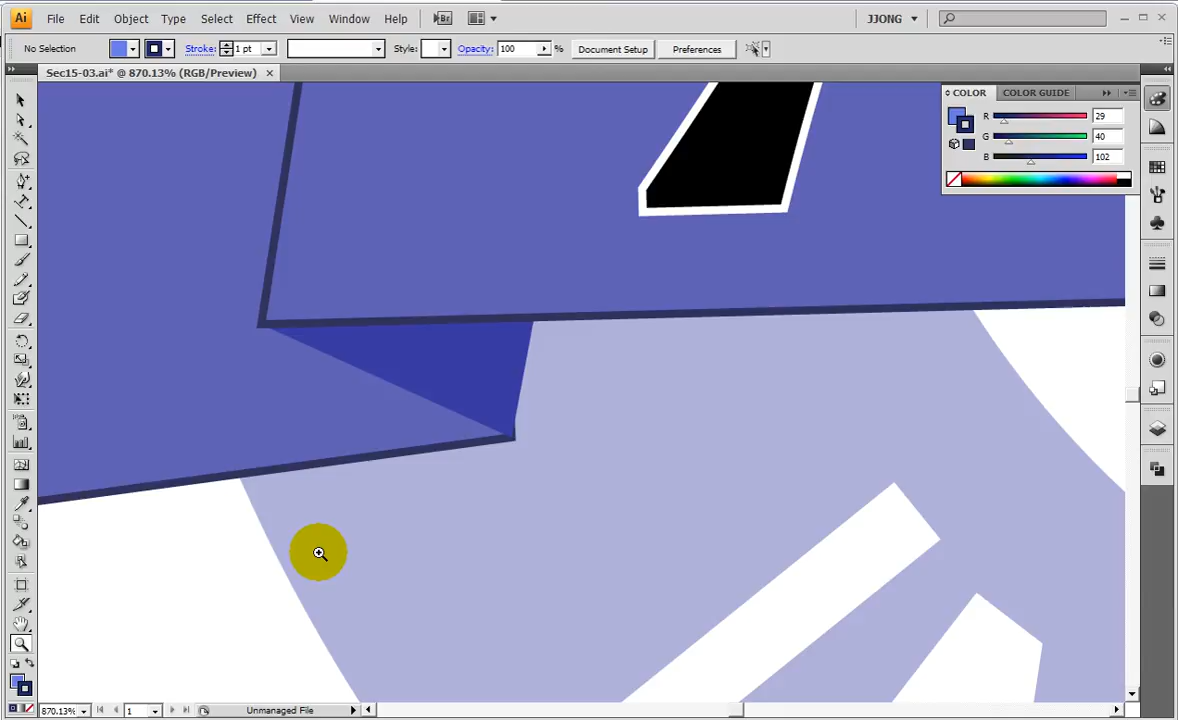 Ai File Edit Object Type Select Effect View Window Help Br JJONG
No Selection Stroke: 1 pt Style: Opacity: 100 % Document Setup Preferences
Sec15-03.ai* @ 870.13% (RGB/Preview)
COLOR COLOR GUIDE
R 29
G 40
B 102
870.13% 1 Unmanaged File